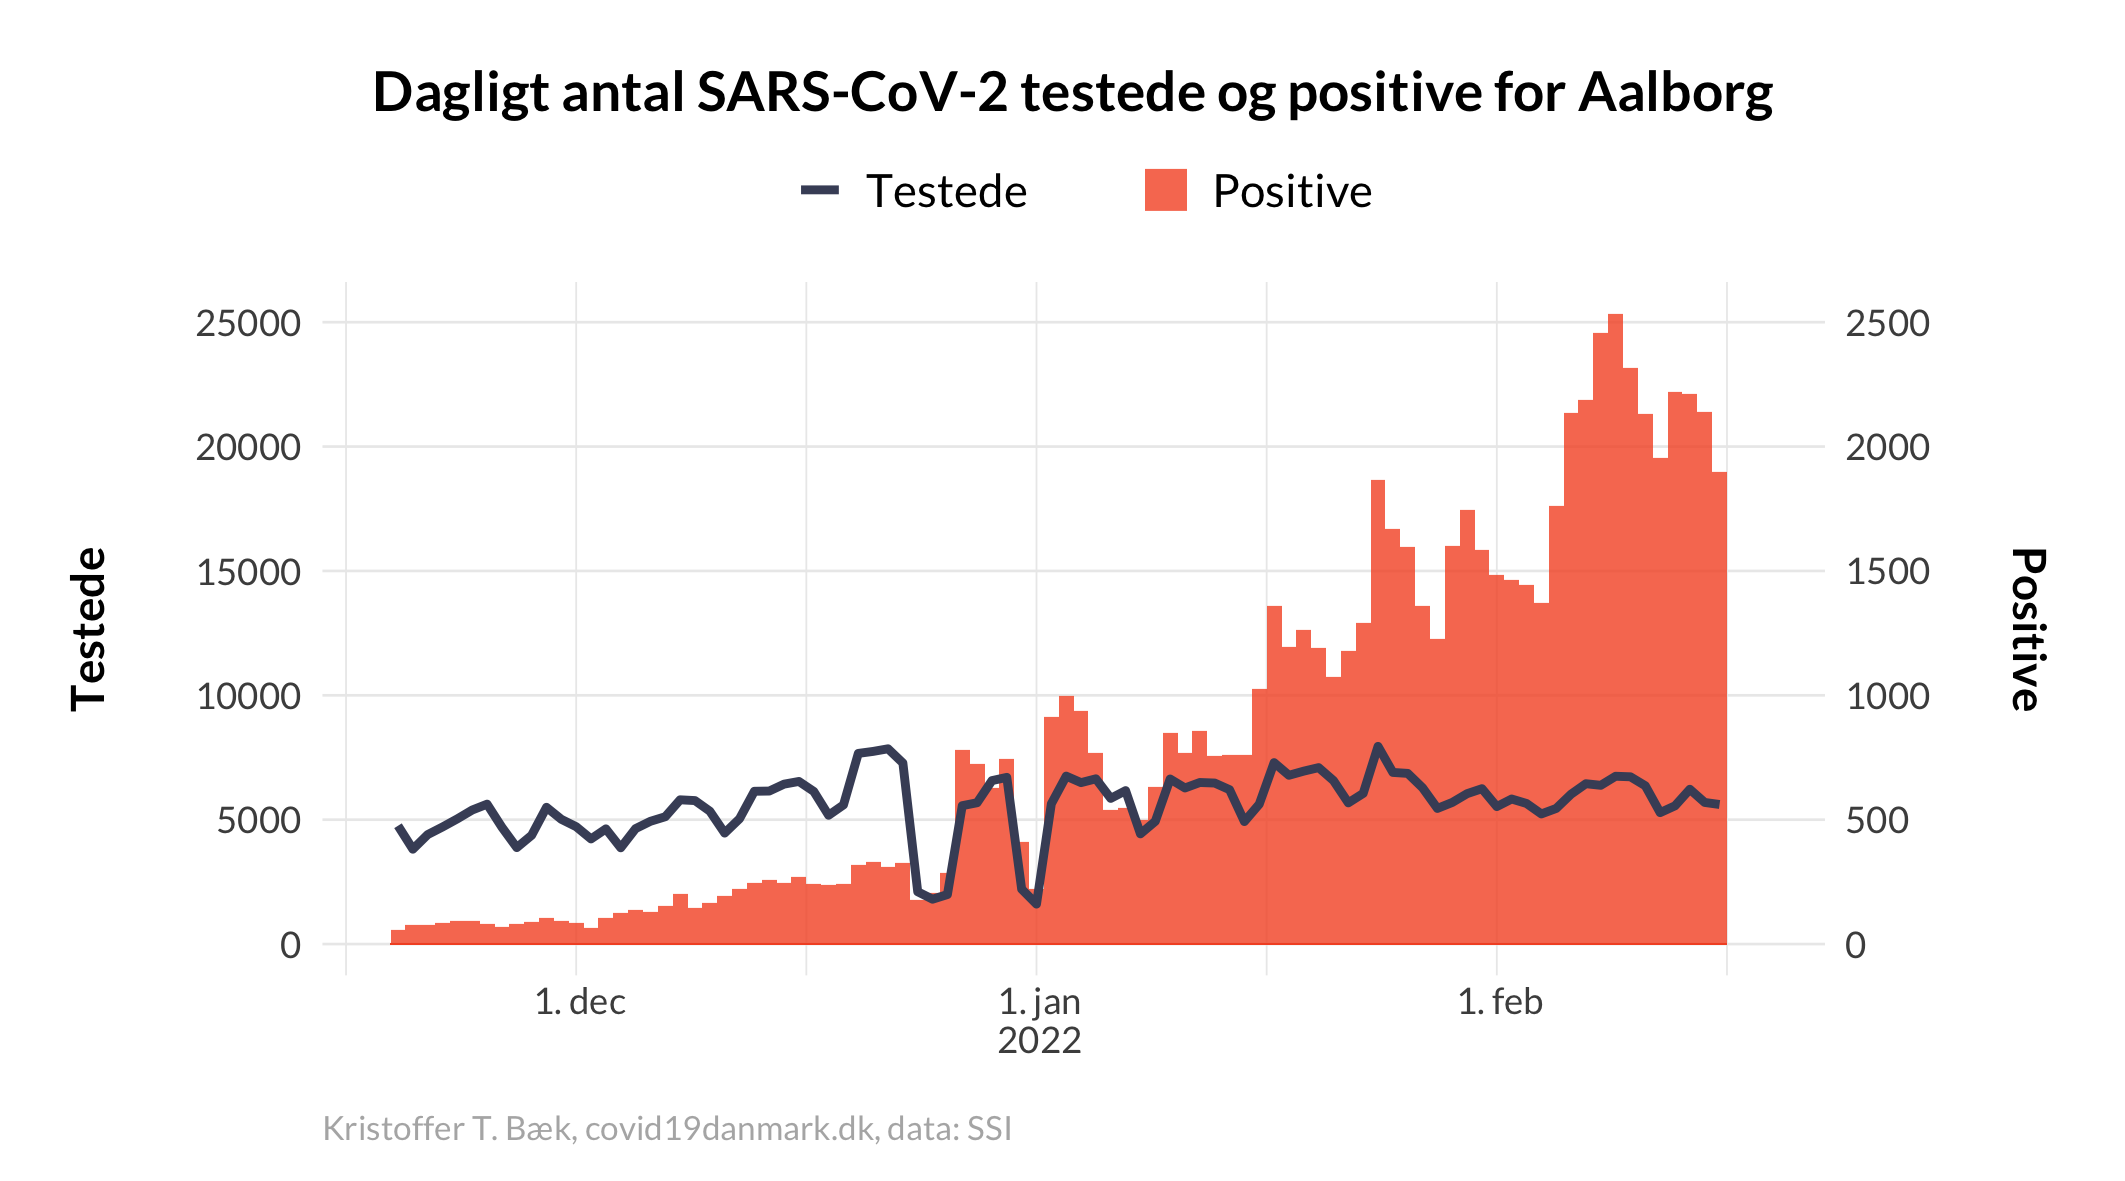 Dagligt antal SARS-CoV-2 testede og positive for Aalborg
Testede Positive
25000 2500
20000 2000
15000 1500
10000 1000
5000 500
0 0
Testede
Positive
1. dec 1. jan 1. feb
2022
Kristoffer T. Bæk, covid19danmark.dk, data: SSI